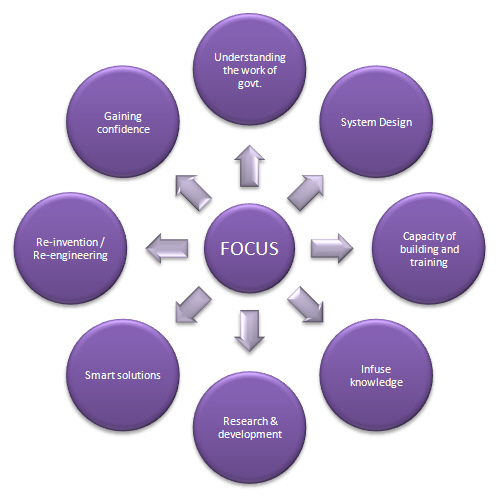 Understanding
the work of
govt.
Gaining
confidence
System Design
Re-invention /
Re-engineering
FOCUS
Capacity of
building and
training
Smart solutions
Infuse
knowledge
Research &
development